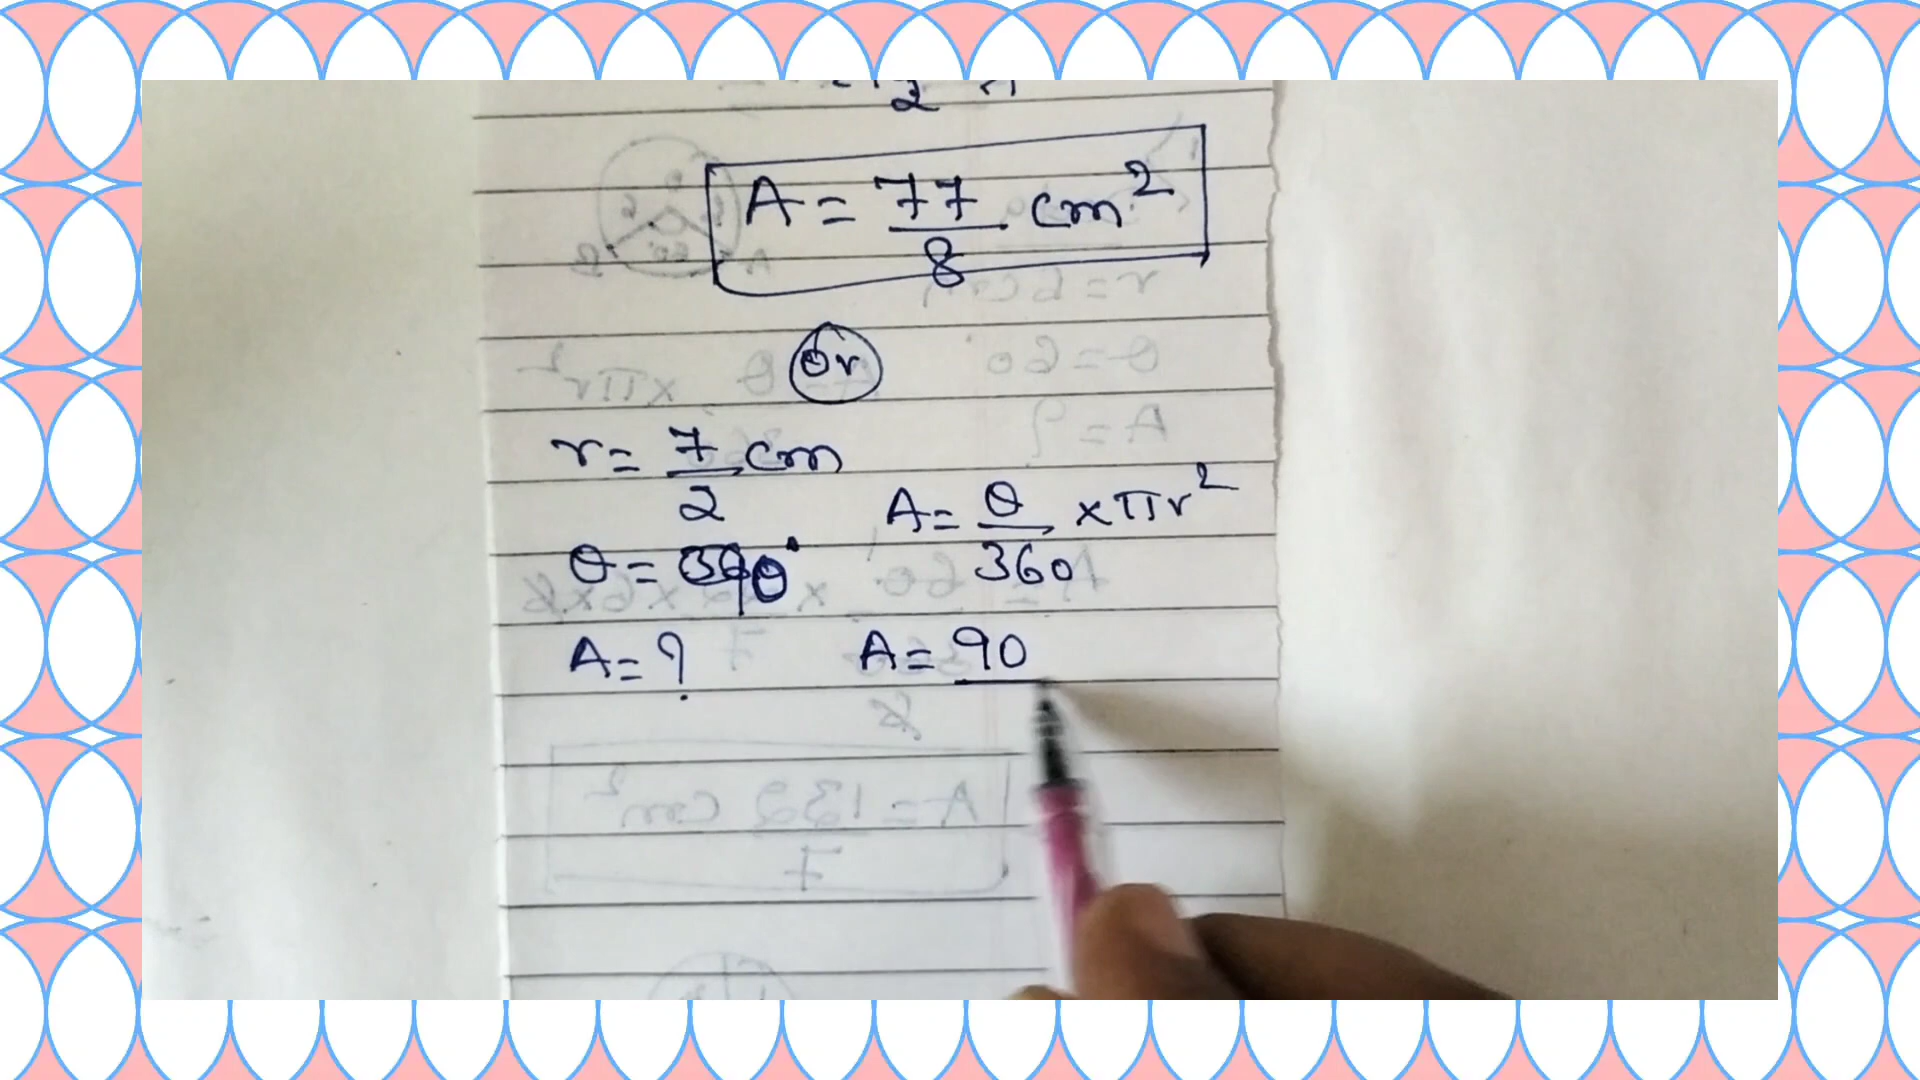 A = 77/8 cm²
Or
r = 7/2 cm
A = θ/360 × πr²
θ = 90°
A = ?
A = 90